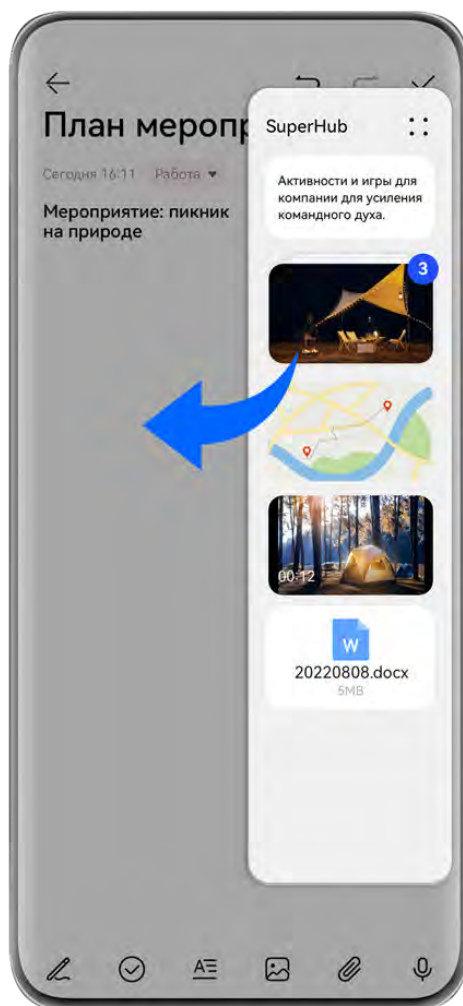 План меропр
SuperHub
Сегодня 16:11 Работа
Мероприятие: пикник
на природе
Активности и игры для
компании для усиления
командного духа.
3
00:12
W
20220808.docx
5MB